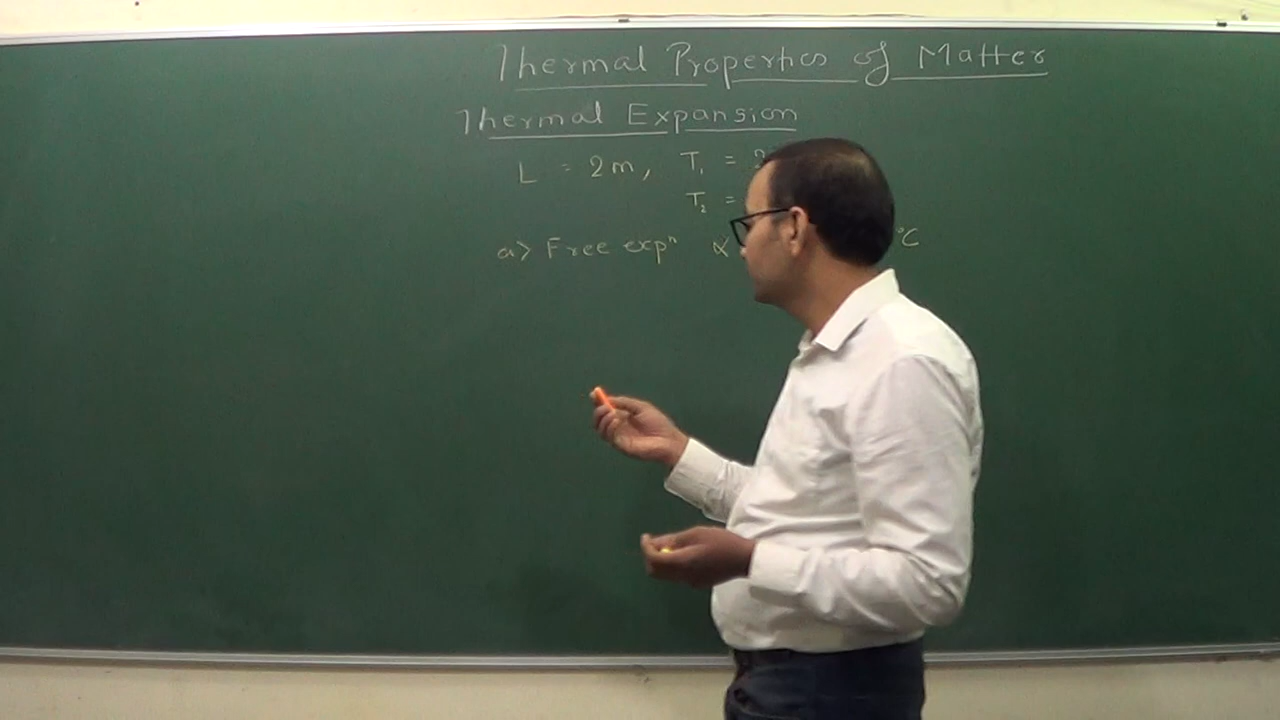 Thermal Properties of Matter
Thermal Expansion
L = 2m, T₁ =
T₂ =
a> Free expⁿ α °C